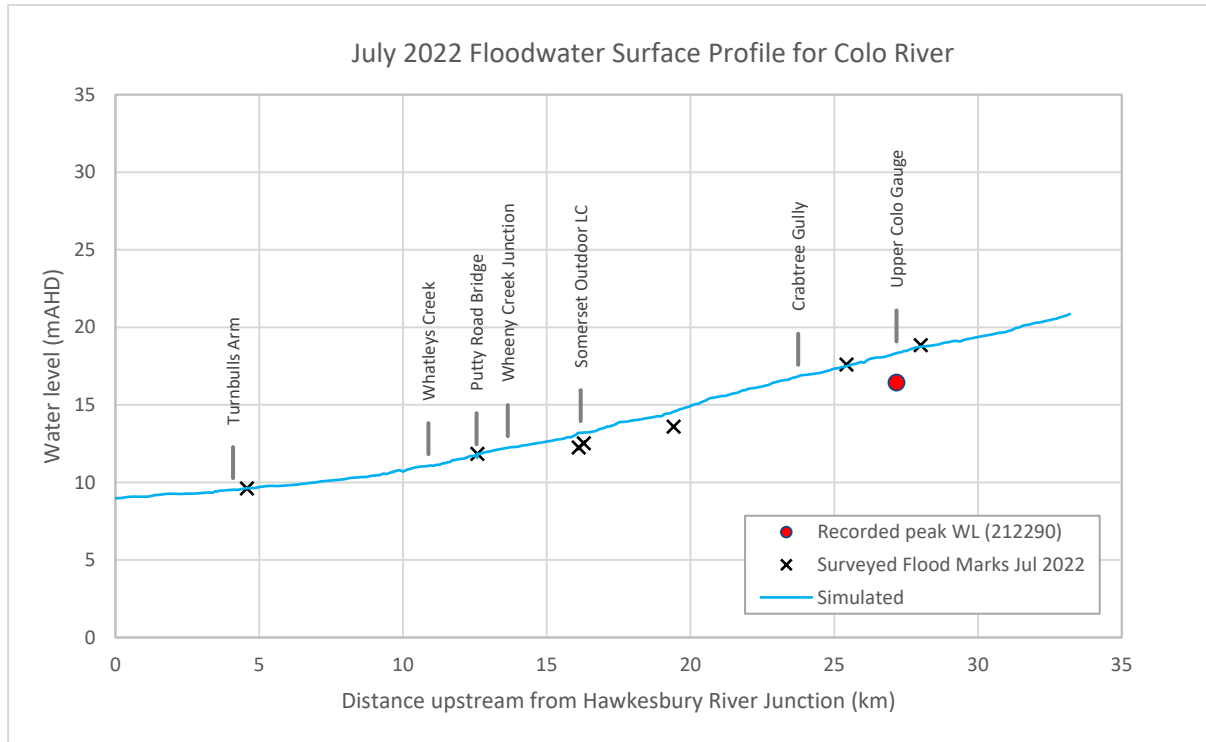 July 2022 Floodwater Surface Profile for Colo River
Water level (mAHD)
35
30
25
20
15
10
5
0
Turnbulls Arm
Whatleys Creek
Putty Road Bridge
Wheeny Creek Junction
Somerset Outdoor LC
Crabtree Gully
Upper Colo Gauge
Recorded peak WL (212290)
Surveyed Flood Marks Jul 2022
Simulated
0 5 10 15 20 25 30 35
Distance upstream from Hawkesbury River Junction (km)